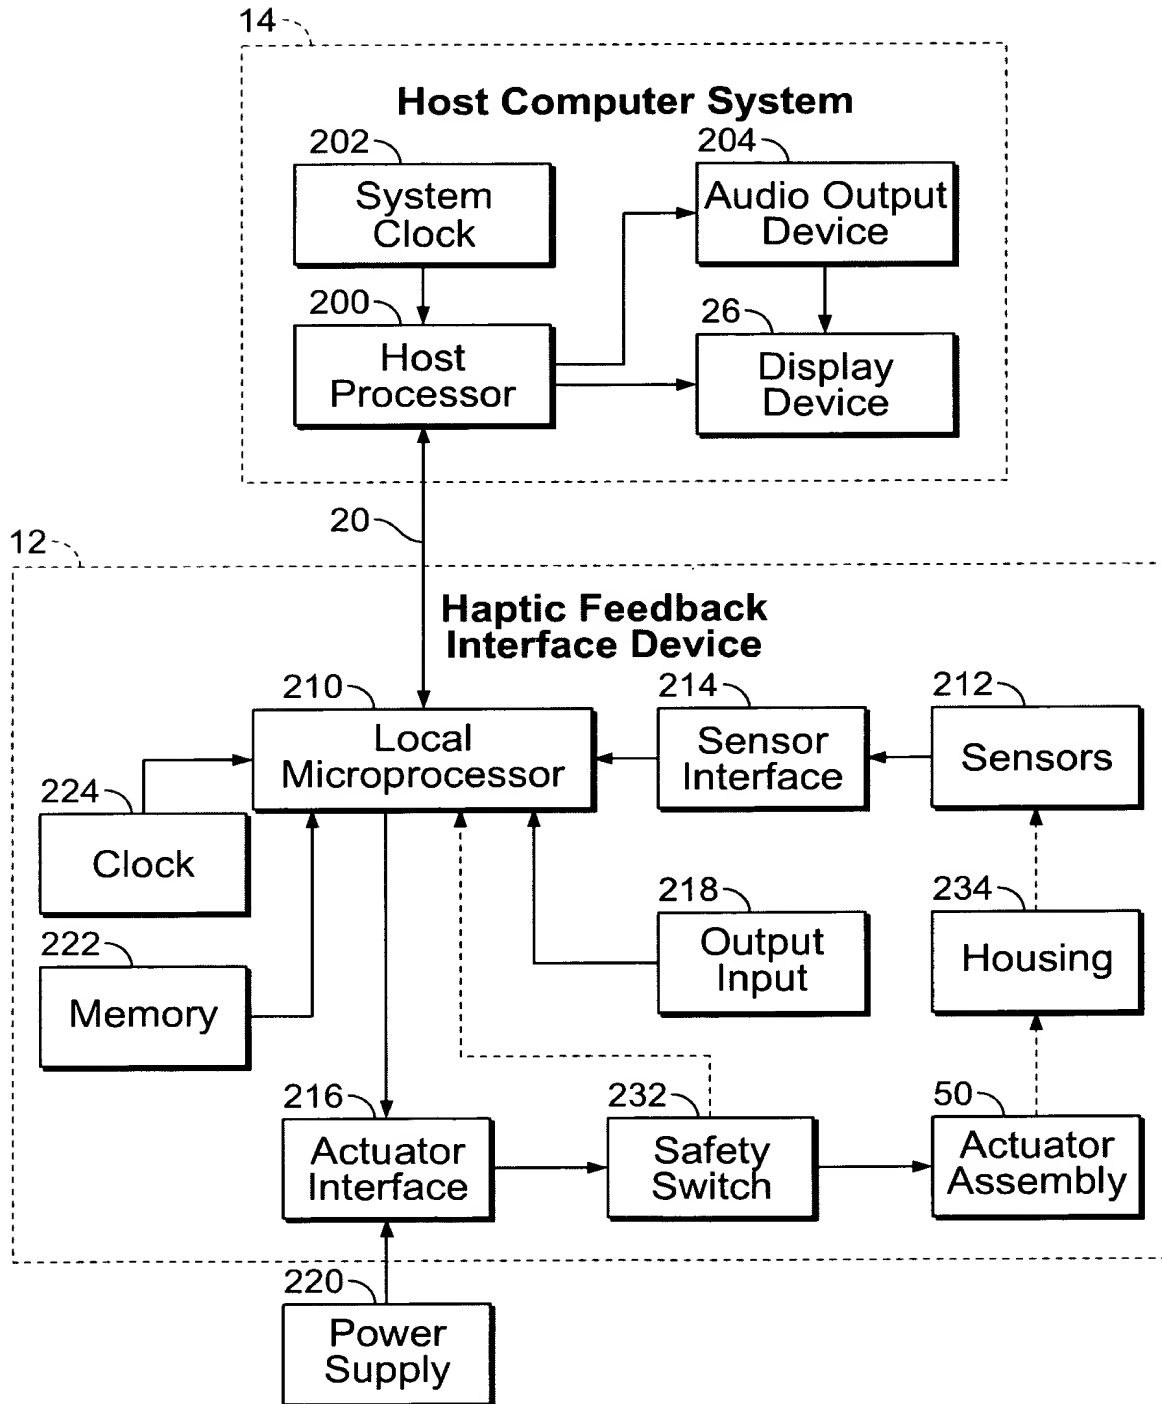 14
Host Computer System
202
204
System
Clock
Audio Output
Device
200
26
Host
Processor
Display
Device
20
12
Haptic Feedback
Interface Device
210
214
212
Local
Microprocessor
Sensor
Interface
Sensors
224
Clock
218
234
Output
Input
Housing
222
Memory
216
232
50
Actuator
Interface
Safety
Switch
Actuator
Assembly
220
Power
Supply